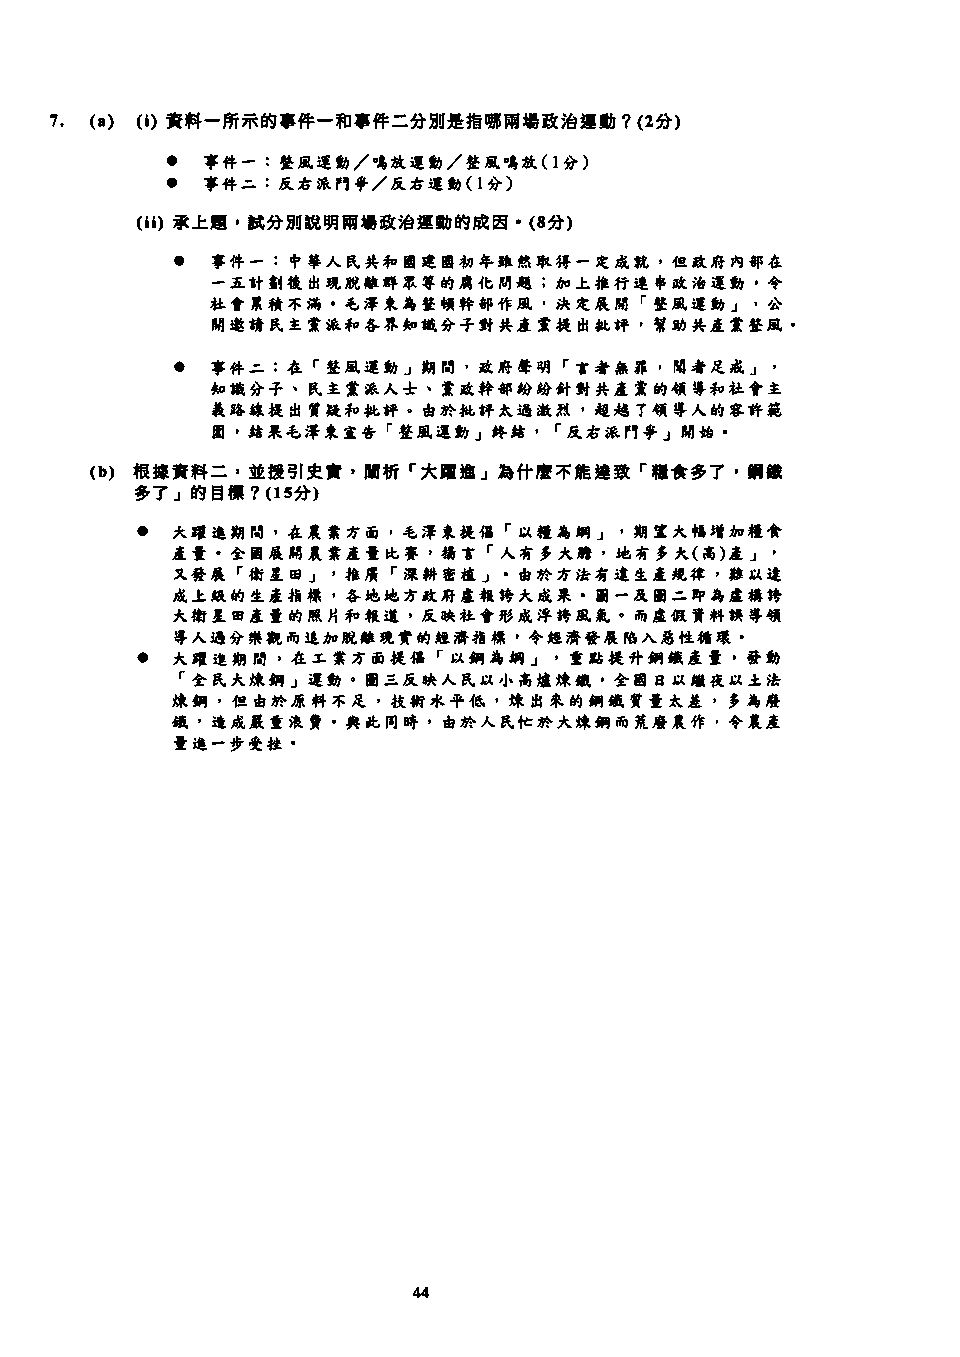 7. (a) (i) 資料一所示的事件一和事件二分別是指哪兩場政治運動？(2分)
● 事件一：整風運動／鳴放運動／整風鳴放(1分)
● 事件二：反右派鬥爭／反右運動(1分)
(ii) 承上題，試分別說明兩場政治運動的成因。(8分)
● 事件一：中華人民共和國建國初年雖然取得一定成就，但政府內部在
一五計劃後出現脫離群眾等的腐化問題；加上推行連串政治運動，令
社會累積不滿。毛澤東為整頓幹部作風，決定展開「整風運動」，公
開邀請民主黨派和各界知識分子對共產黨提出批評，幫助共產黨整風。
● 事件二：在「整風運動」期間，政府聲明「言者無罪，聞者足戒」，
知識分子、民主黨派人士、黨政幹部紛紛針對共產黨的領導和社會主
義路線提出質疑和批評。由於批評太過激烈，超越了領導人的容許範
圍，結果毛澤東宣告「整風運動」終結，「反右派鬥爭」開始。
(b) 根據資料二，並援引史實，闡析「大躍進」為什麼不能達致「糧食多了，鋼鐵
多了」的目標？(15分)
● 大躍進期間，在農業方面，毛澤東提倡「以糧為綱」，期望大幅增加糧食
產量。全國展開農業產量比賽，揚言「人有多大膽，地有多大(高)產」，
又發展「衛星田」，推廣「深耕密植」。由於方法有違生產規律，難以達
成上級的生產指標，各地地方政府虛報誇大成果。圖一及圖二即為虛構誇
大衛星田產量的照片和報道，反映社會形成浮誇風氣。而虛假資料誤導領
導人過分樂觀而追加脫離現實的經濟指標，令經濟發展陷入惡性循環。
● 大躍進期間，在工業方面提倡「以鋼為綱」，重點提升鋼鐵產量，發動
「全民大煉鋼」運動。圖三反映人民以小高爐煉鐵，全國日以繼夜以土法
煉鋼，但由於原料不足，技術水平低，煉出來的鋼鐵質量太差，多為廢
鐵，造成嚴重浪費。與此同時，由於人民忙於大煉鋼而荒廢農作，令農產
量進一步受挫。
44